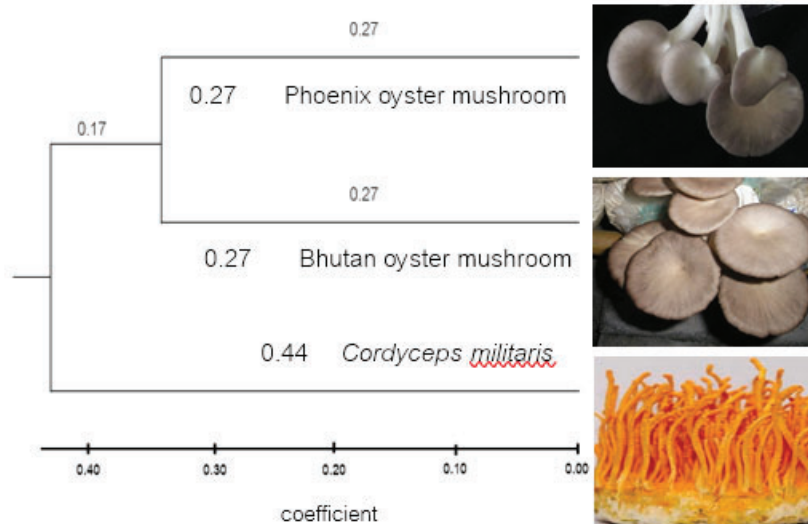 0.27
0.27 Phoenix oyster mushroom
0.17
0.27
0.27 Bhutan oyster mushroom
0.44 Cordyceps militaris
0.40 0.30 0.20 0.10 0.00
coefficient